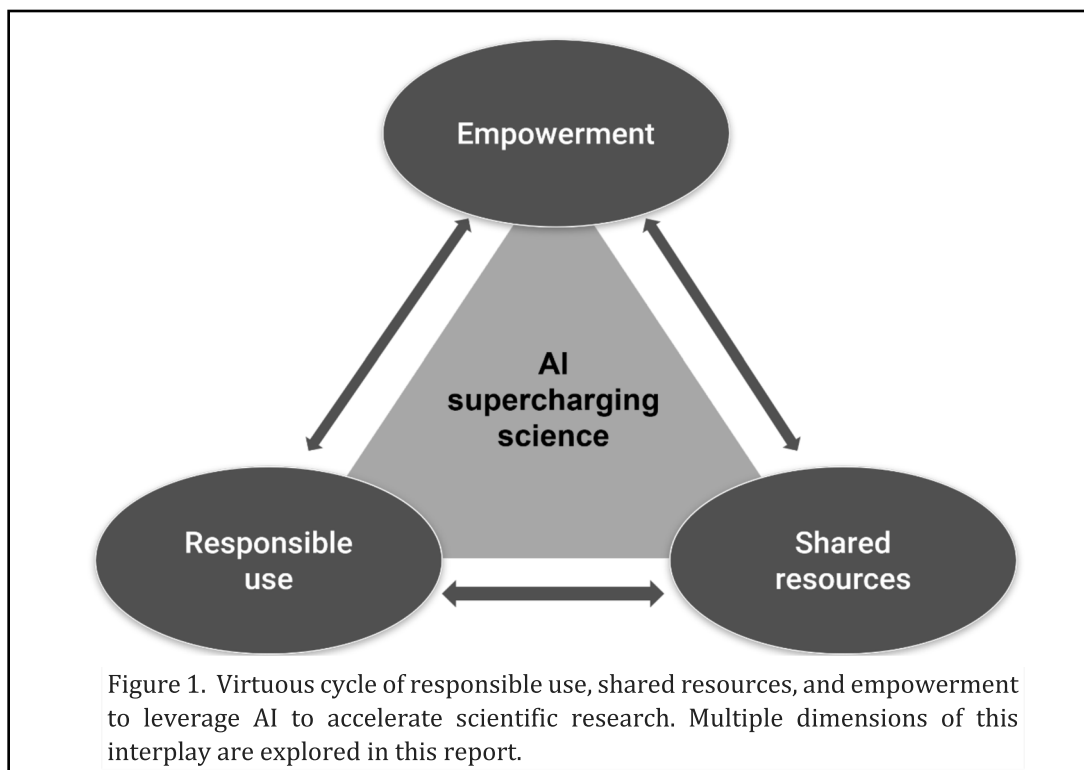 Empowerment
AI
supercharging
science
Responsible
use
Shared
resources
Figure 1. Virtuous cycle of responsible use, shared resources, and empowerment
to leverage AI to accelerate scientific research. Multiple dimensions of this
interplay are explored in this report.